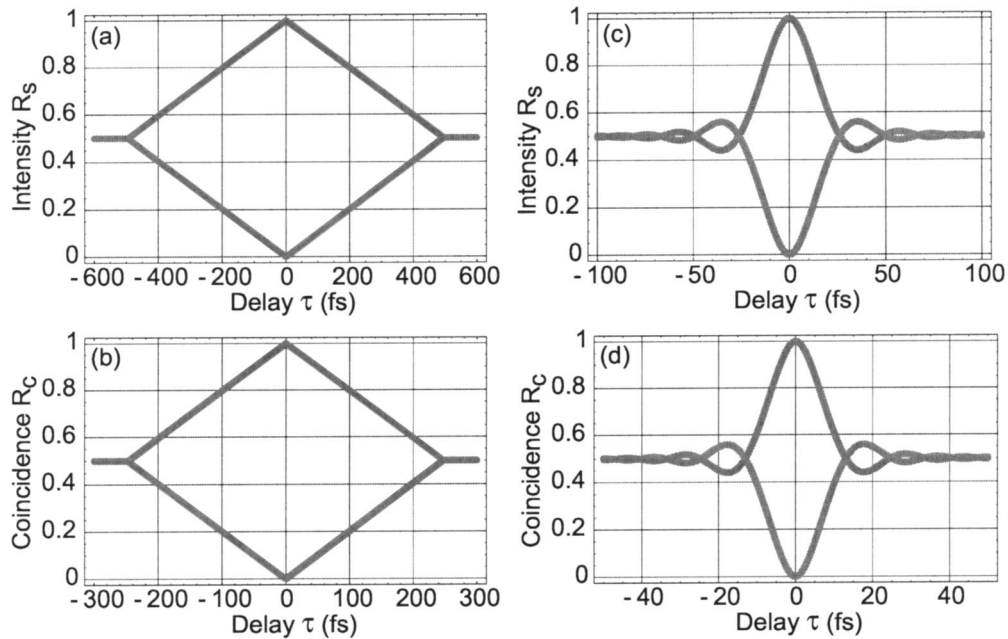 (a)
Intensity Rs
1
0.8
0.6
0.4
0.2
0
-600 -400 -200 0 200 400 600
Delay τ (fs)
(c)
Intensity Rs
1
0.8
0.6
0.4
0.2
0
-100 -50 0 50 100
Delay τ (fs)
(b)
Coincidence Rc
1
0.8
0.6
0.4
0.2
0
-300 -200 -100 0 100 200 300
Delay τ (fs)
(d)
Coincidence Rc
1
0.8
0.6
0.4
0.2
0
-40 -20 0 20 40
Delay τ (fs)